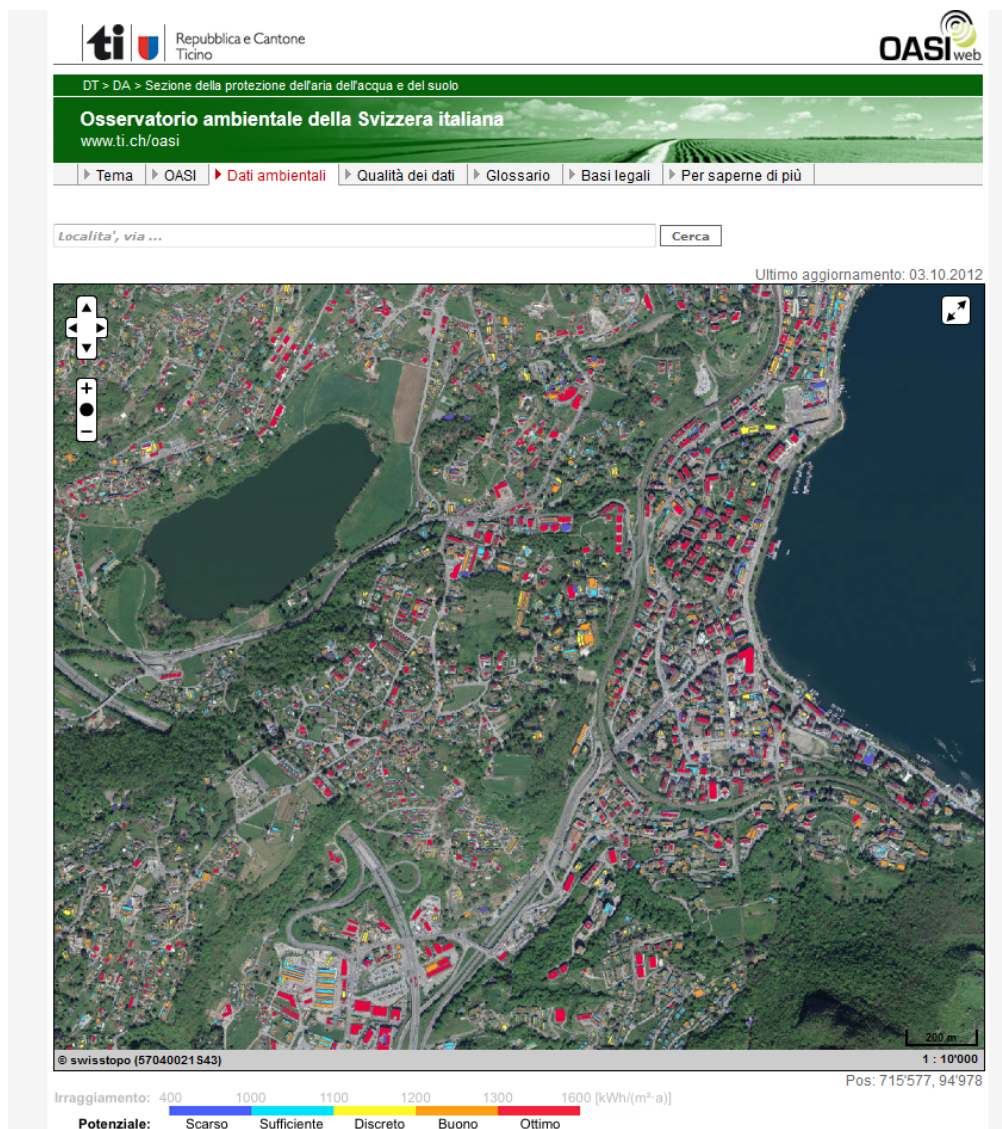 ti Repubblica e Cantone
Ticino
OASI web
DT > DA > Sezione della protezione dell'aria dell'acqua e del suolo
Osservatorio ambientale della Svizzera italiana
www.ti.ch/oasi
Tema OASI Dati ambientali Qualità dei dati Glossario Basi legali Per saperne di più
Localita', via ... Cerca
Ultimo aggiornamento: 03.10.2012
200 m
© swisstopo (57040021S43) 1 : 10'000
Pos: 715'577, 94'978
Irraggiamento: 400 1000 1100 1200 1300 1600 [kWh/(m²·a)]
Potenziale: Scarso Sufficiente Discreto Buono Ottimo